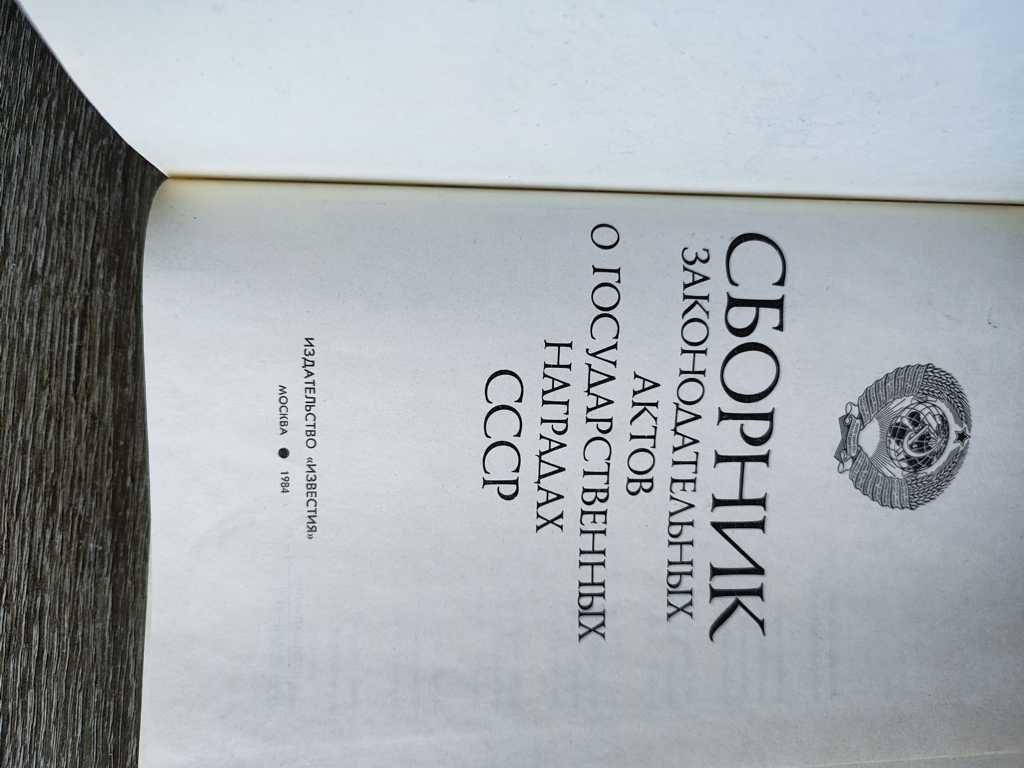 СБОРНИК
ЗАКОНОДАТЕЛЬНЫХ
АКТОВ
О ГОСУДАРСТВЕННЫХ
НАГРАДАХ
СССР
ИЗДАТЕЛЬСТВО «ИЗВЕСТИЯ»
МОСКВА ● 1984